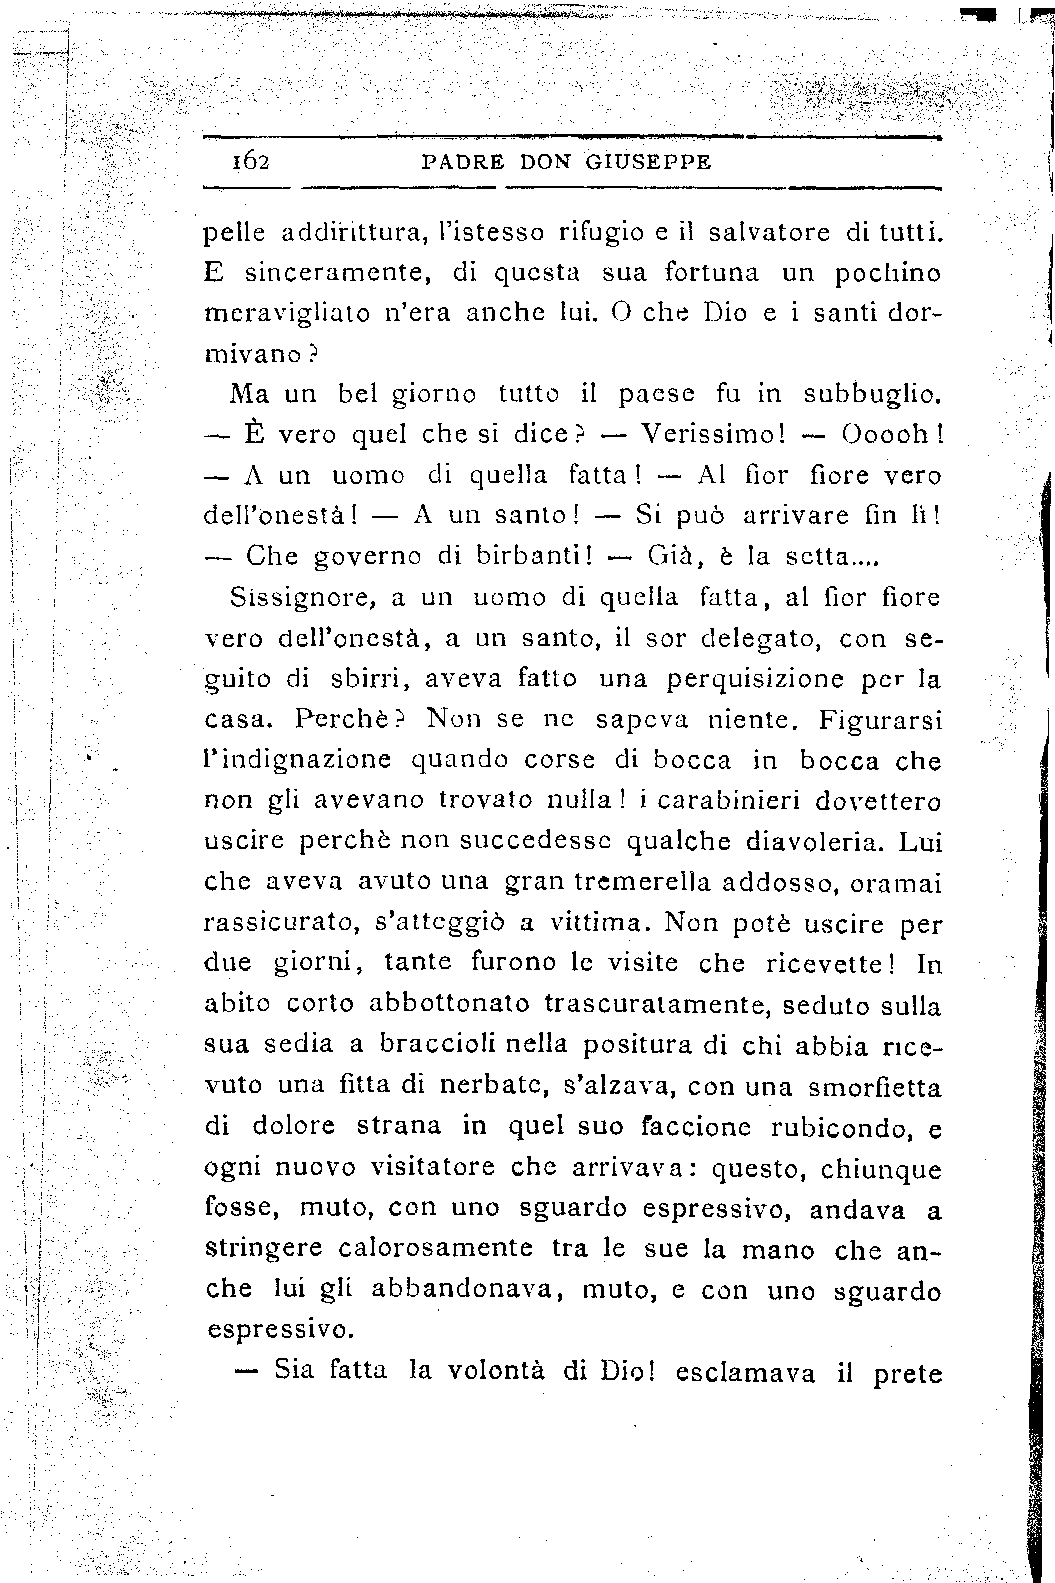 162 PADRE DON GIUSEPPE
pelle addirittura, l'istesso rifugio e il salvatore di tutti.
E sinceramente, di questa sua fortuna un pochino
meravigliato n'era anche lui. O che Dio e i santi dor-
mivano?
Ma un bel giorno tutto il paese fu in subbuglio.
— È vero quel che si dice? — Verissimo! — Ooooh!
— A un uomo di quella fatta! — Al fior fiore vero
dell'onestà! — A un santo! — Si può arrivare fin lì!
— Che governo di birbanti! — Già, è la setta....
Sissignore, a un uomo di quella fatta, al fior fiore
vero dell'onestà, a un santo, il sor delegato, con se-
guito di sbirri, aveva fatto una perquisizione per la
casa. Perchè? Non se ne sapeva niente. Figurarsi
l'indignazione quando corse di bocca in bocca che
non gli avevano trovato nulla! i carabinieri dovettero
uscire perchè non succedesse qualche diavoleria. Lui
che aveva avuto una gran tremerella addosso, oramai
rassicurato, s'atteggiò a vittima. Non potè uscire per
due giorni, tante furono le visite che ricevette! In
abito corto abbottonato trascuratamente, seduto sulla
sua sedia a braccioli nella positura di chi abbia rice-
vuto una fitta di nerbate, s'alzava, con una smorfietta
di dolore strana in quel suo faccione rubicondo, e
ogni nuovo visitatore che arrivava: questo, chiunque
fosse, muto, con uno sguardo espressivo, andava a
stringere calorosamente tra le sue la mano che an-
che lui gli abbandonava, muto, e con uno sguardo
espressivo.
— Sia fatta la volontà di Dio! esclamava il prete